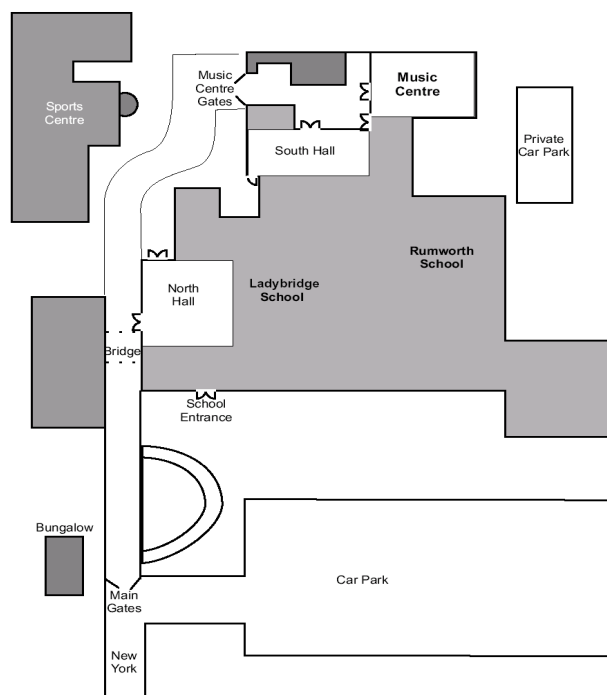 Music
Centre
Gates
Music
Centre
Sports
Centre
Private
Car Park
South Hall
Rumworth
School
North
Hall
Ladybridge
School
Bridge
School
Entrance
Bungalow
Car Park
Main
Gates
New
York